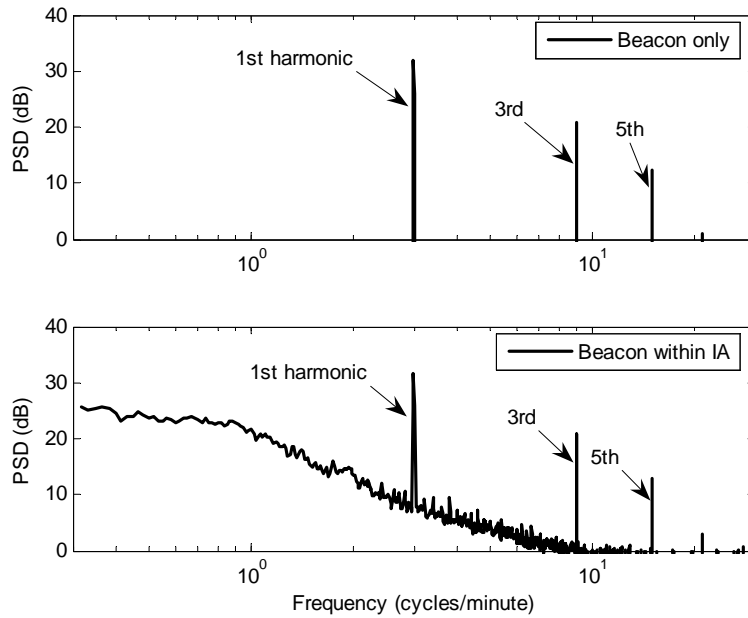 40
30
20
10
0
PSD (dB)
1st harmonic
3rd
5th
Beacon only
10^0
10^1
40
30
20
10
0
PSD (dB)
1st harmonic
3rd
5th
Beacon within IA
10^0
10^1
Frequency (cycles/minute)